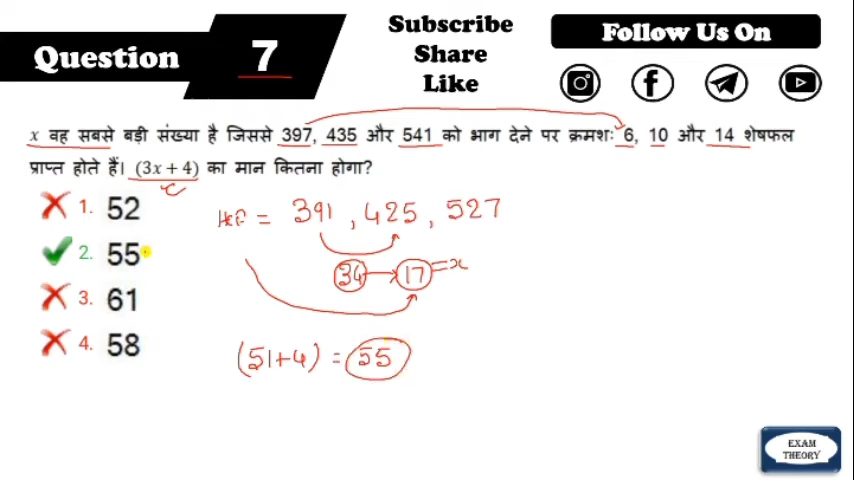 Question
7
Subscribe
Share
Like
Follow Us On
x वह सबसे बड़ी संख्या है जिससे 397, 435 और 541 को भाग देने पर क्रमशः 6, 10 और 14 शेषफल
प्राप्त होते हैं। (3x + 4) का मान कितना होगा?
1. 52
2. 55
3. 61
4. 58
HCF = 391, 425, 527
34 17 = x
(51+4) = 55
EXAM
THEORY